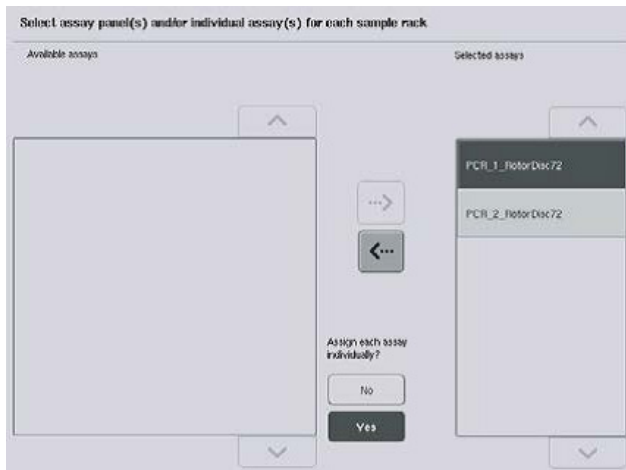 Select assay panel(s) and/or individual assay(s) for each sample rack
Available assays
Selected assays
PCR_1_RotorDisc72
PCR_2_RotorDisc72
Assign each assay
individually?
No
Yes